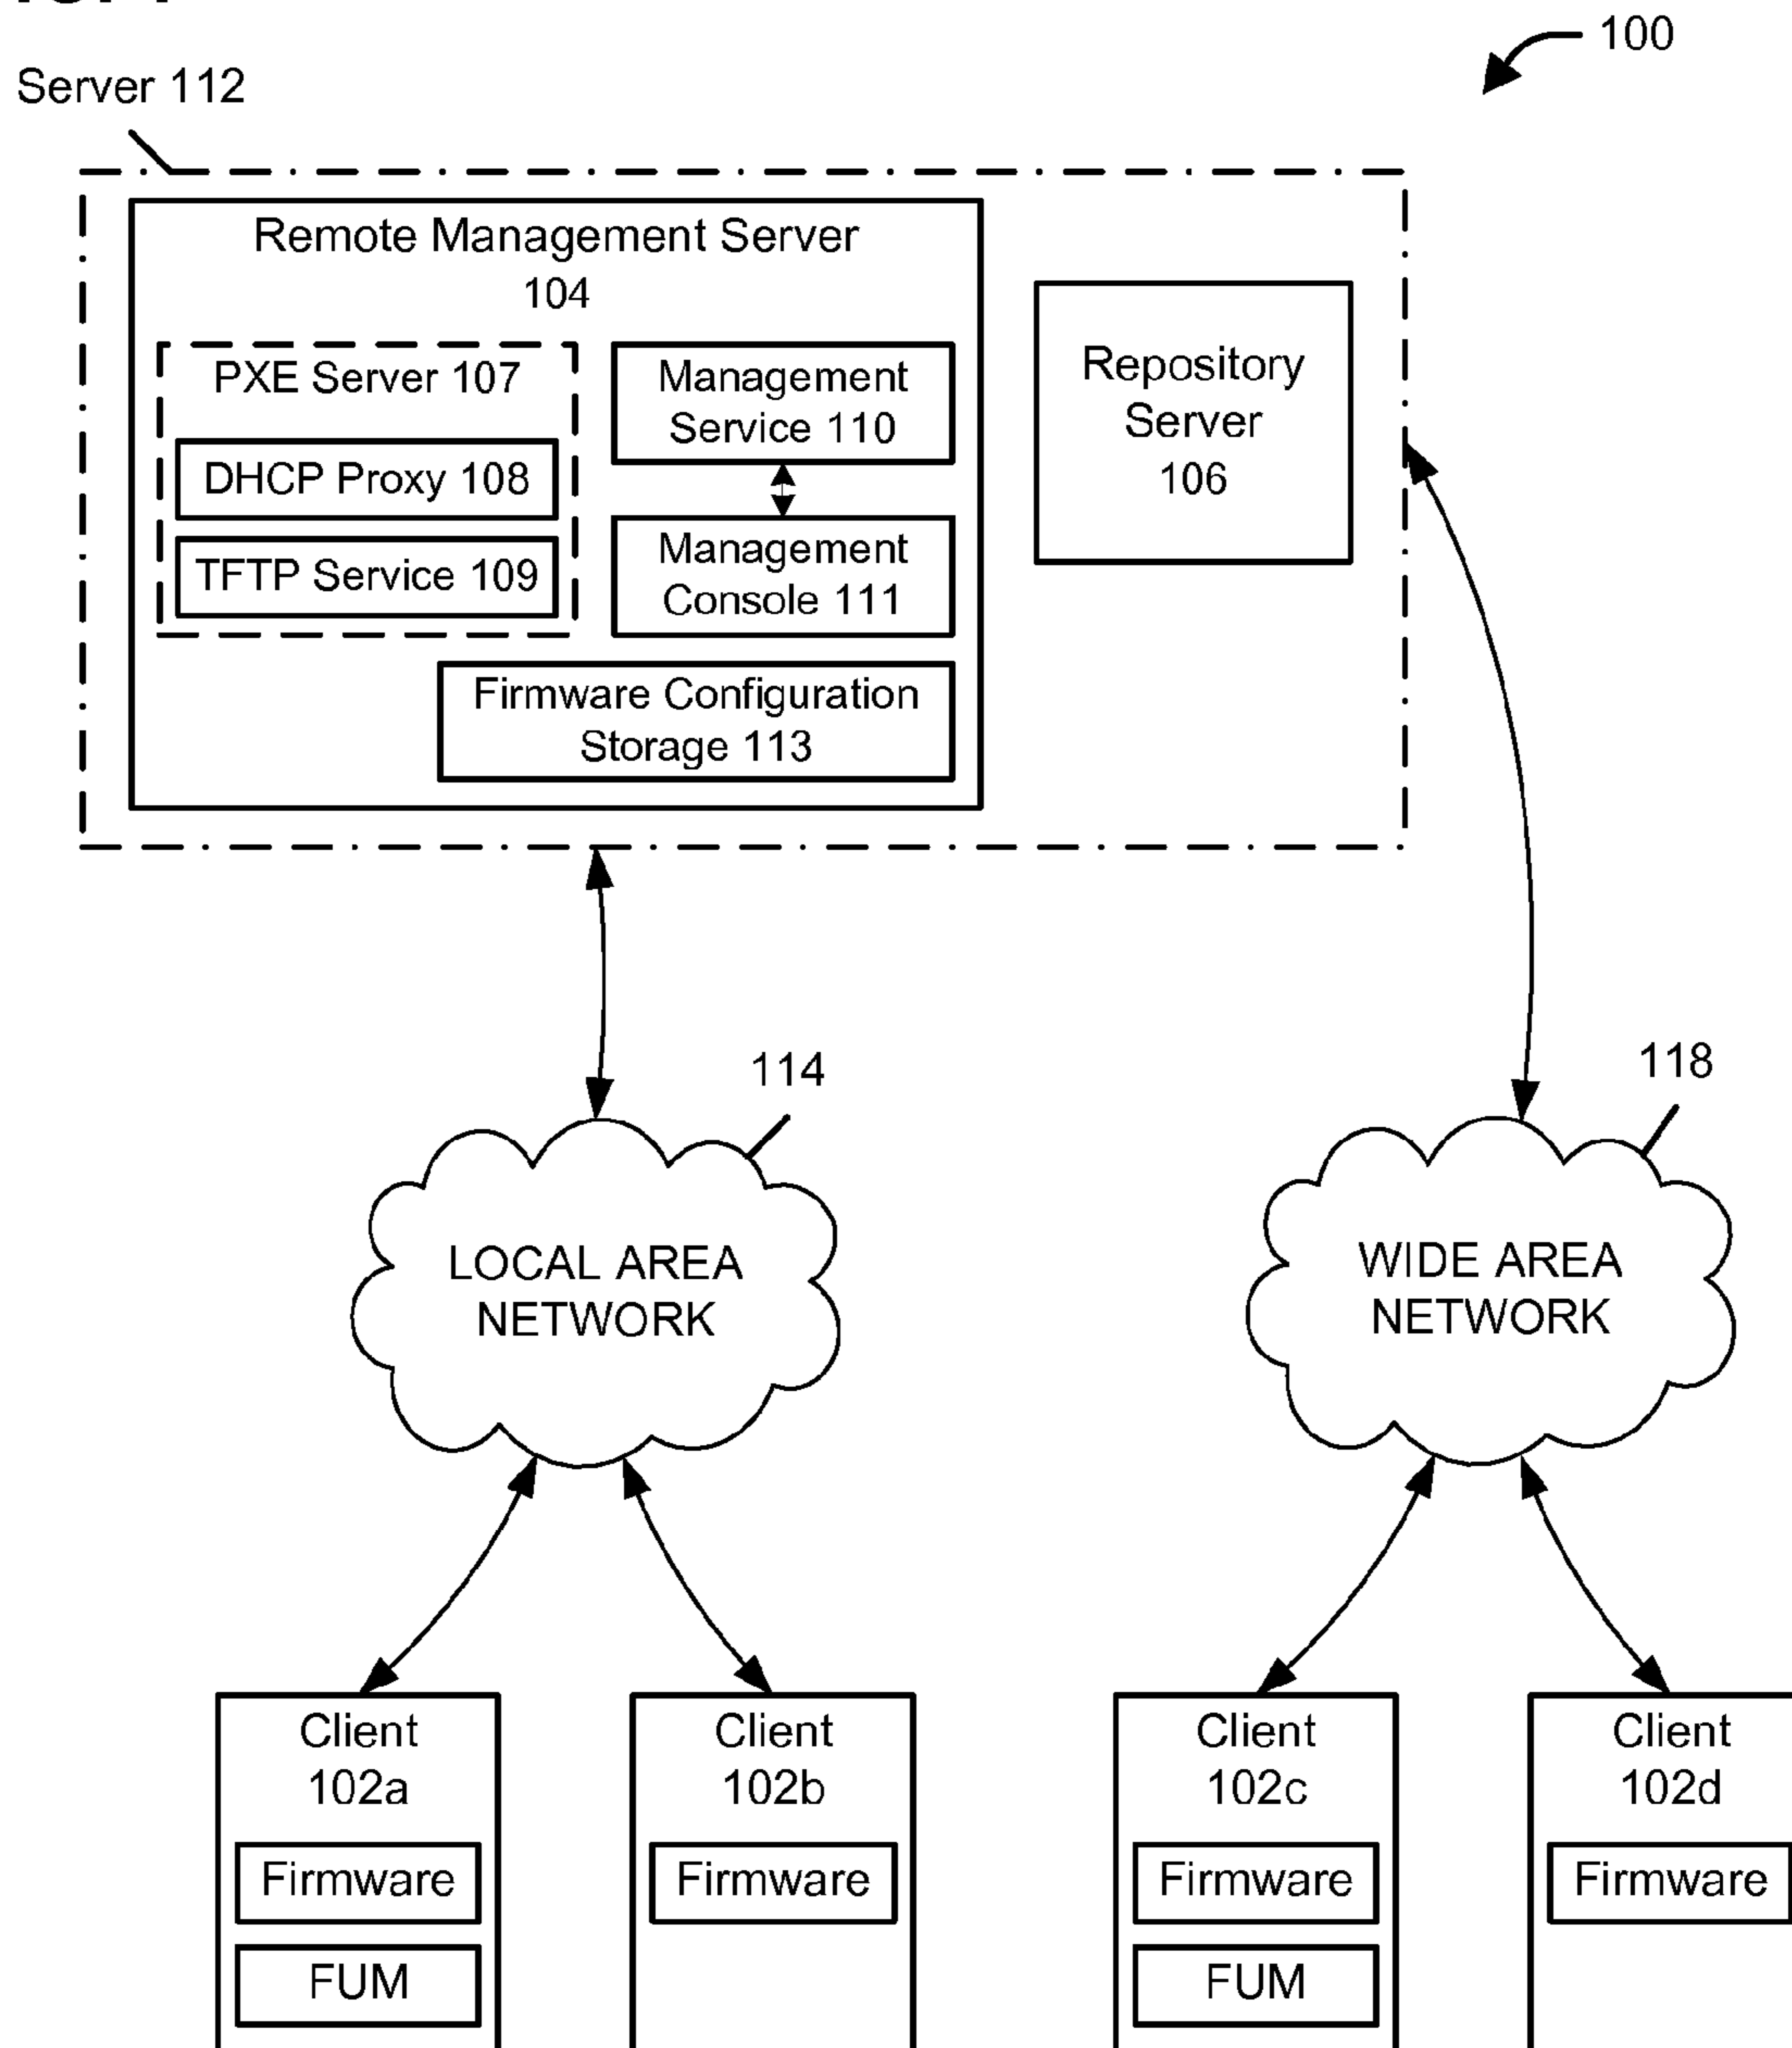 100
Server 112
Remote Management Server
104
PXE Server 107
DHCP Proxy 108
TFTP Service 109
Management
Service 110
Management
Console 111
Firmware Configuration
Storage 113
Repository
Server
106
114
118
LOCAL AREA
NETWORK
WIDE AREA
NETWORK
Client
102a
Firmware
FUM
Client
102b
Firmware
Client
102c
Firmware
FUM
Client
102d
Firmware